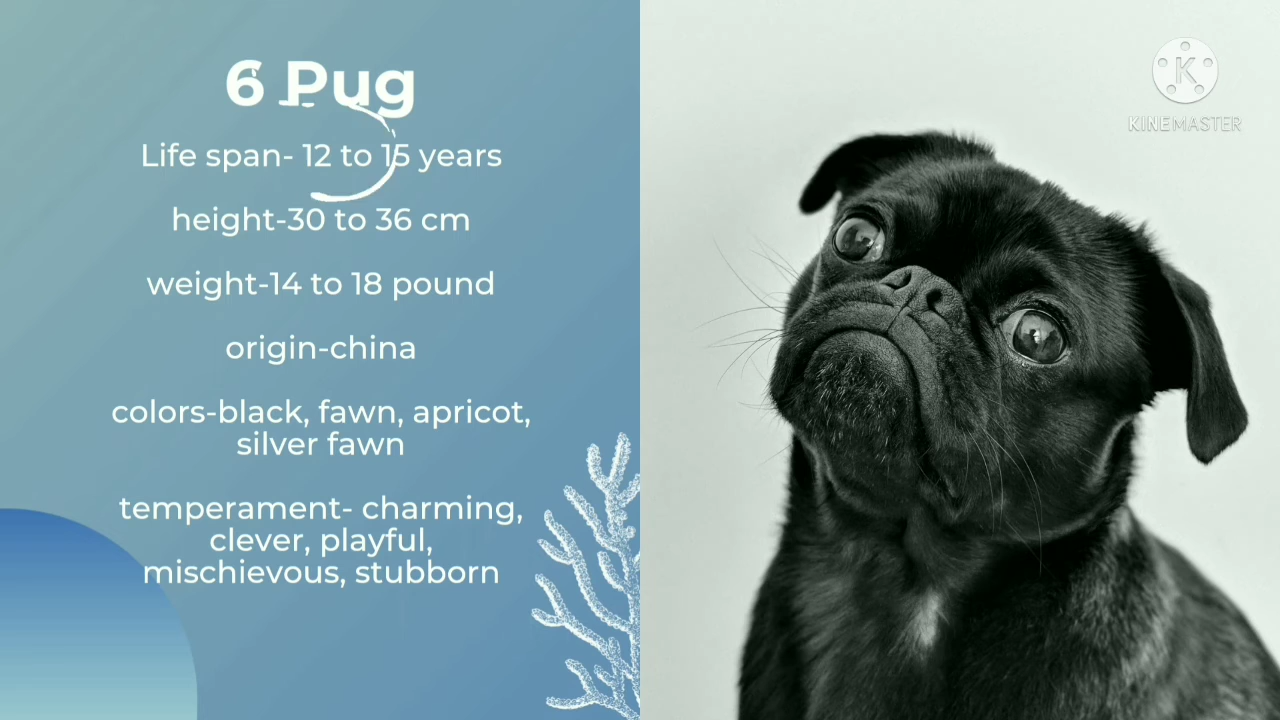 6 Pug
Life span- 12 to 15 years
height-30 to 36 cm
weight-14 to 18 pound
origin-china
colors-black, fawn, apricot,
silver fawn
temperament- charming,
clever, playful,
mischievous, stubborn
K
KINEMASTER